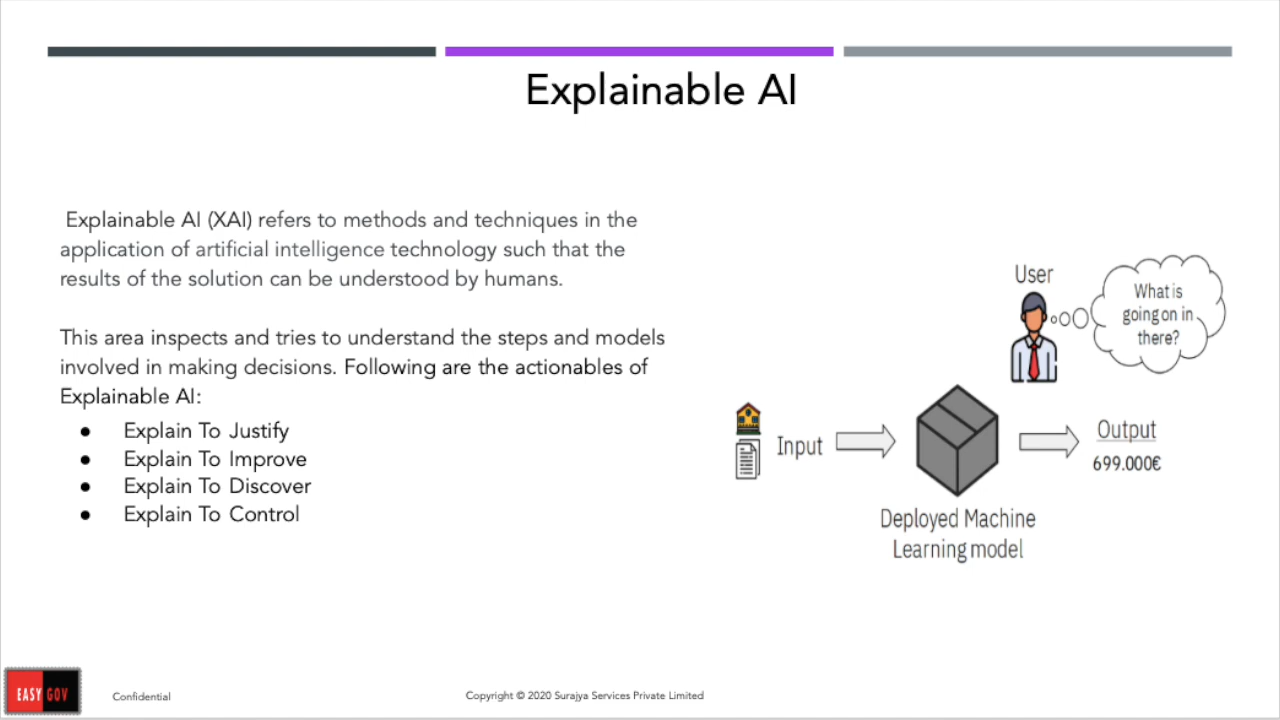 Explainable AI
Explainable AI (XAI) refers to methods and techniques in the
application of artificial intelligence technology such that the
results of the solution can be understood by humans.
This area inspects and tries to understand the steps and models
involved in making decisions. Following are the actionables of
Explainable AI:
● Explain To Justify
● Explain To Improve
● Explain To Discover
● Explain To Control
User
What is
going on in
there?
Input
Output
699.000€
Deployed Machine
Learning model
EASY GOV
Confidential
Copyright © 2020 Surajya Services Private Limited